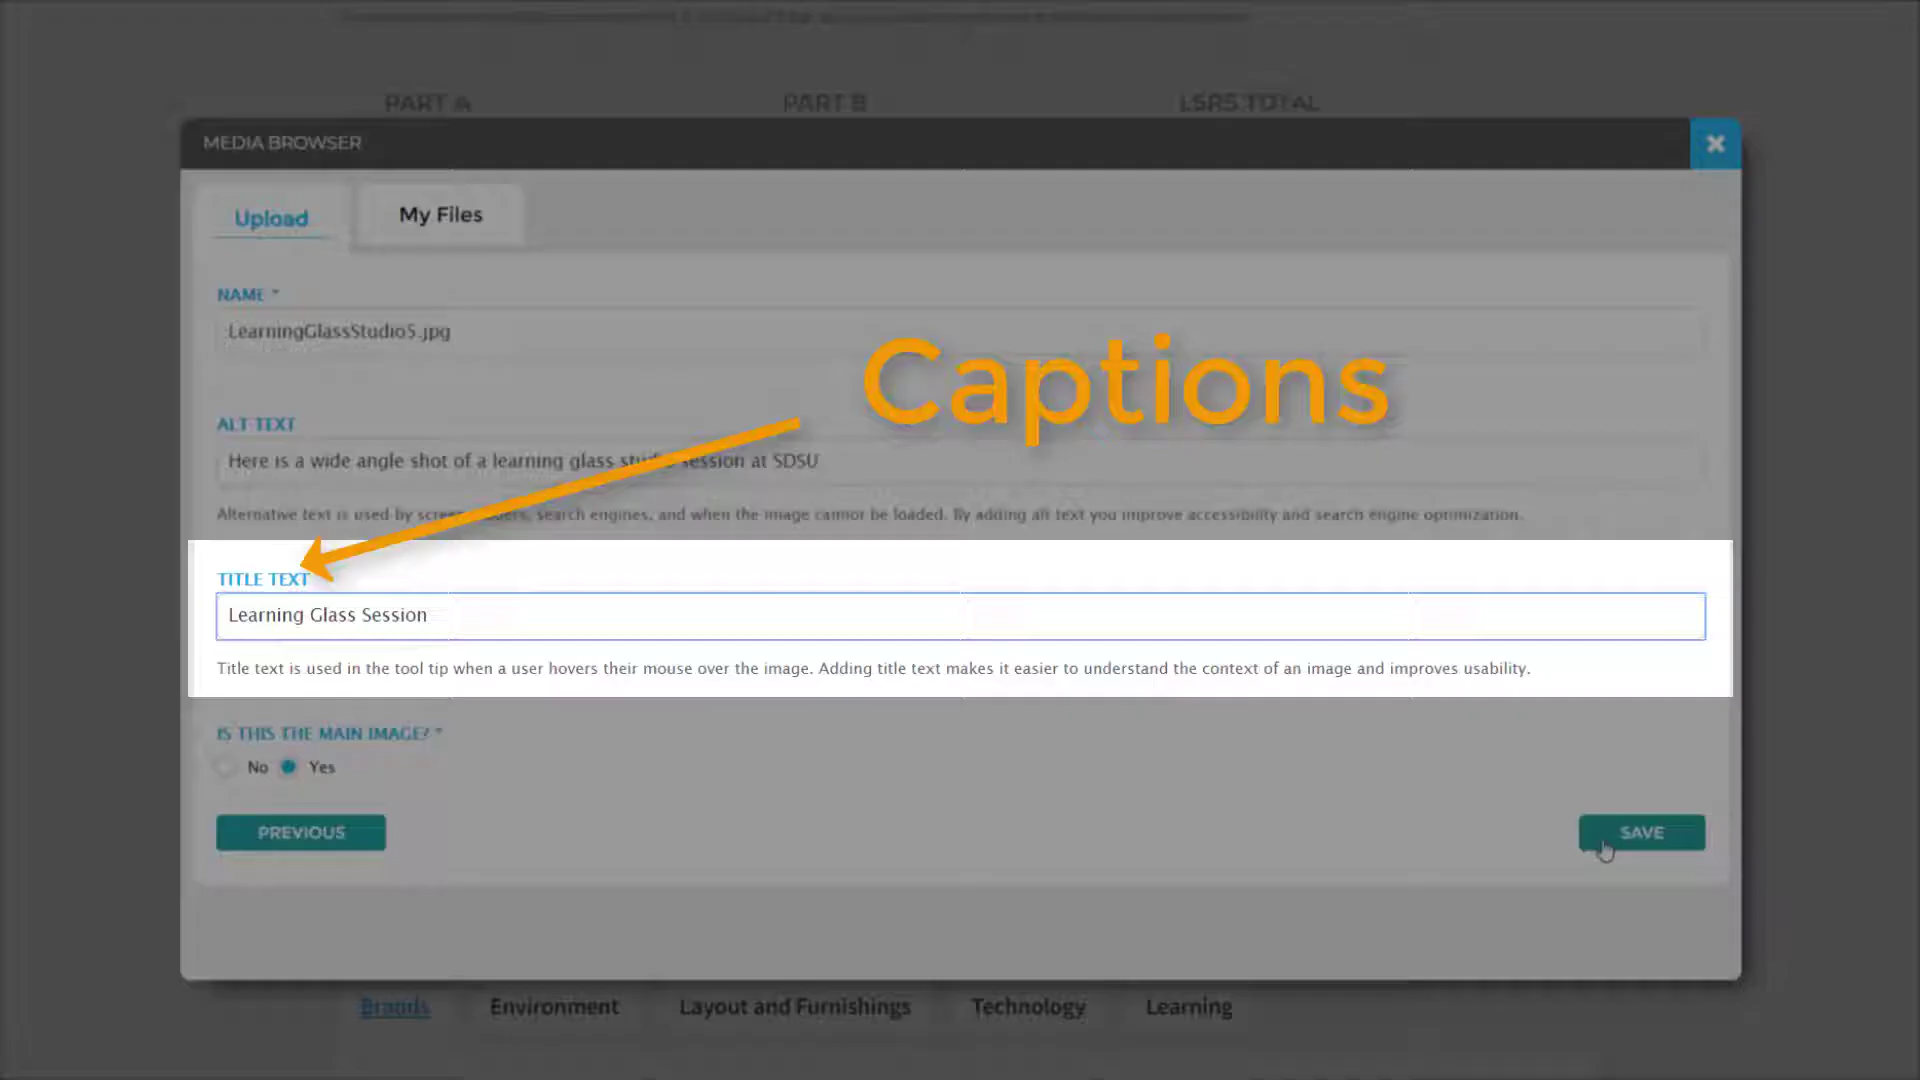 PART A PART B LSRS TOTAL
MEDIA BROWSER
Upload My Files
NAME *
LearningGlassStudio5.jpg
Captions
ALT TEXT
Here is a wide angle shot of a learning glass studio session at SDSU
Alternative text is used by screen readers, search engines, and when the image cannot be loaded. By adding alt text you improve accessibility and search engine optimization.
TITLE TEXT
Learning Glass Session
Title text is used in the tool tip when a user hovers their mouse over the image. Adding title text makes it easier to understand the context of an image and improves usability.
IS THIS THE MAIN IMAGE? *
No Yes
PREVIOUS SAVE
Brands Environment Layout and Furnishings Technology Learning